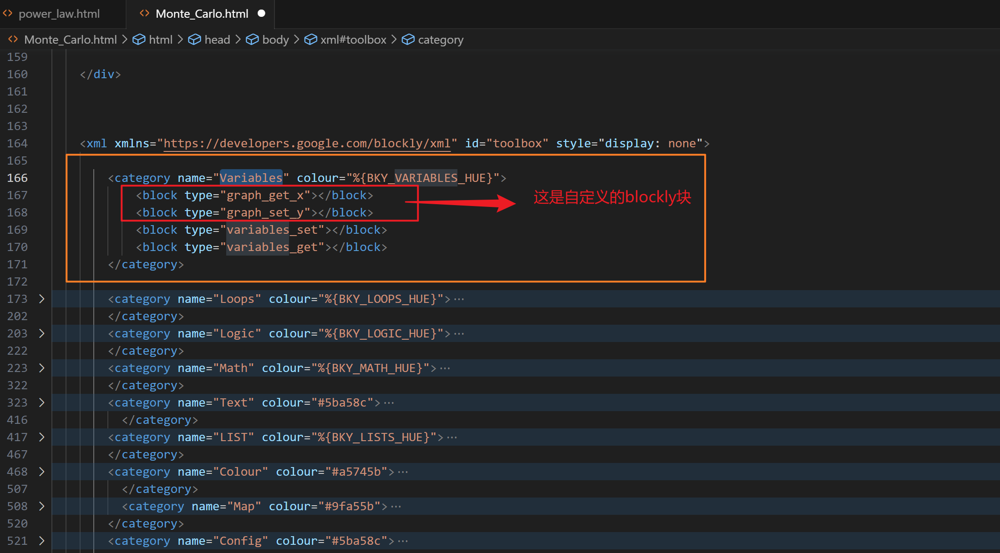 power_law.html
Monte_Carlo.html
Monte_Carlo.html > html > head > body > xml#toolbox > category
159
160 </div>
161
162
163
164 <xml xmlns="https://developers.google.com/blockly/xml" id="toolbox" style="display: none">
165
166 <category name="Variables" colour="%{BKY_VARIABLES_HUE}">
167 <block type="graph_get_x"></block>
这是自定义的blockly块
168 <block type="graph_set_y"></block>
169 <block type="variables_set"></block>
170 <block type="variables_get"></block>
171 </category>
172
173 <category name="Loops" colour="%{BKY_LOOPS_HUE}">···
202 </category>
203 <category name="Logic" colour="%{BKY_LOGIC_HUE}">···
222 </category>
223 <category name="Math" colour="%{BKY_MATH_HUE}">···
322 </category>
323 <category name="Text" colour="#5ba58c">···
416 </category>
417 <category name="LIST" colour="%{BKY_LISTS_HUE}">···
467 </category>
468 <category name="Colour" colour="#a5745b">···
507 </category>
508 <category name="Map" colour="#9fa55b">···
520 </category>
521 <category name="Config" colour="#5ba58c">···